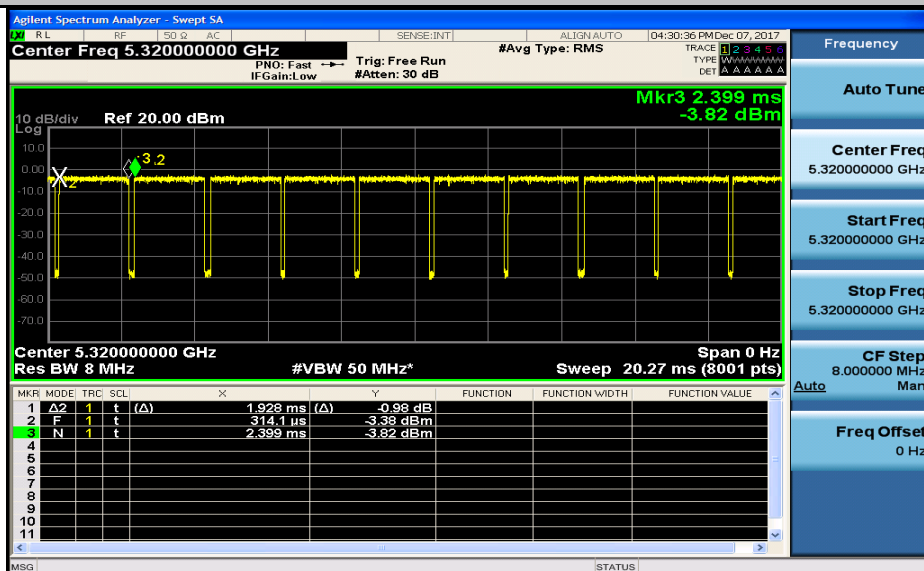 Agilent Spectrum Analyzer - Swept SA
LXI RL RF 50 Ω AC SENSE:INT ALIGN AUTO 04:30:36 PM Dec 07, 2017
Center Freq 5.320000000 GHz #Avg Type: RMS TRACE 1 2 3 4 5 6
PNO: Fast Trig: Free Run TYPE WWWWWW
IFGain:Low #Atten: 30 dB DET A A A A A A
Mkr3 2.399 ms
-3.82 dBm
10 dB/div Ref 20.00 dBm
Log
10.0
0.00
-10.0
-20.0
-30.0
-40.0
-50.0
-60.0
-70.0
Center 5.320000000 GHz Span 0 Hz
Res BW 8 MHz #VBW 50 MHz* Sweep 20.27 ms (8001 pts)
MKR MODE TRC SCL X Y FUNCTION FUNCTION WIDTH FUNCTION VALUE
1 Δ2 1 t (Δ) 1.928 ms (Δ) -0.98 dB
2 F 1 t 314.1 µs -3.38 dBm
3 N 1 t 2.399 ms -3.82 dBm
4
5
6
7
8
9
10
11
MSG STATUS
Frequency
Auto Tune
Center Freq
5.320000000 GHz
Start Freq
5.320000000 GHz
Stop Freq
5.320000000 GHz
CF Step
8.000000 MHz
Auto Man
Freq Offset
0 Hz